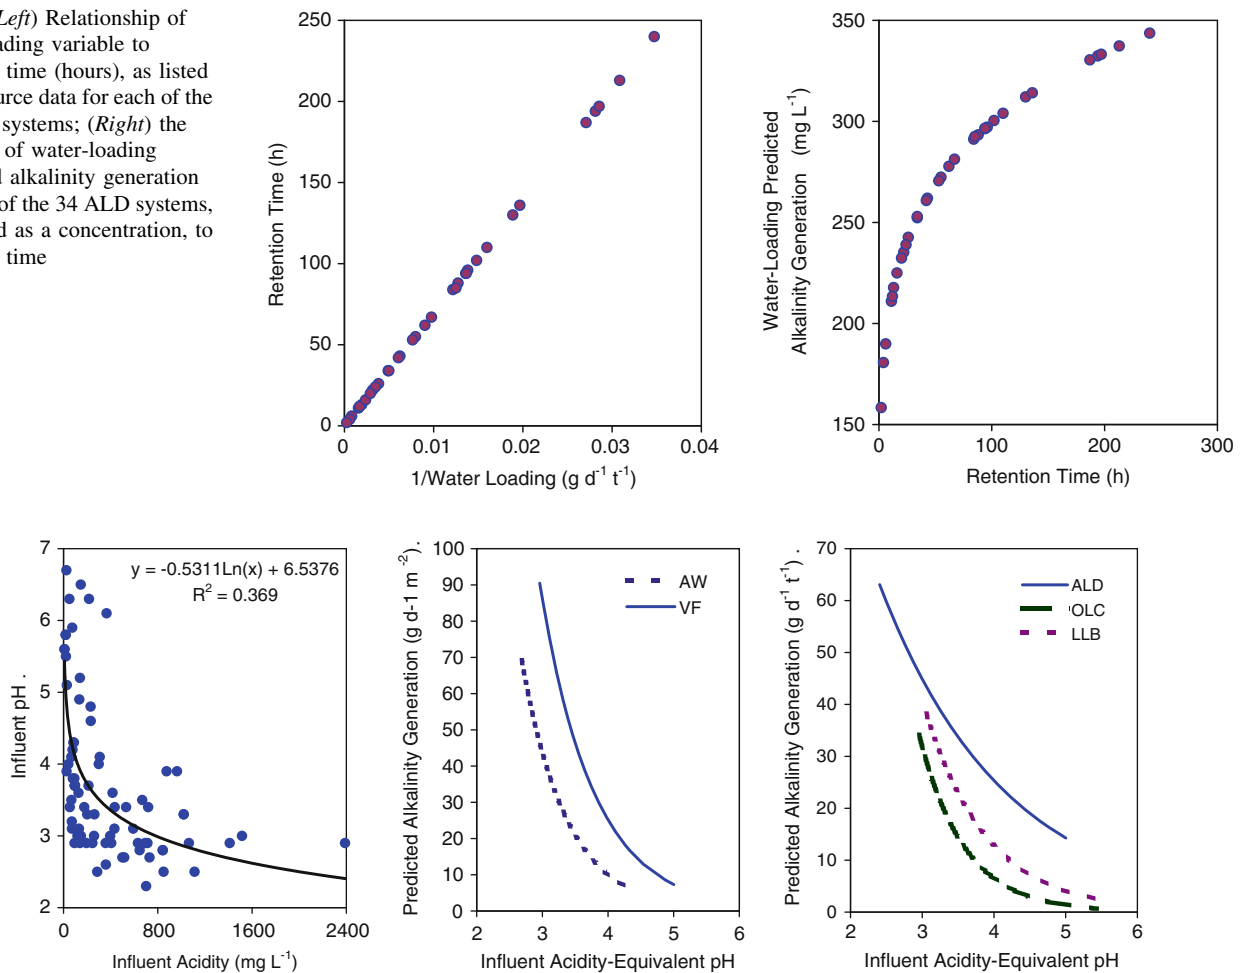 Left) Relationship of
ading variable to
time (hours), as listed
urce data for each of the
systems; (Right) the
of water-loading
d alkalinity generation
of the 34 ALD systems,
d as a concentration, to
time
250
200
150
100
50
0
Retention Time (h)
0 0.01 0.02 0.03 0.04
1/Water Loading (g d-1 t-1)
350
300
250
200
150
Water-Loading Predicted
Alkalinity Generation (mg L-1)
0 100 200 300
Retention Time (h)
7
6
5
4
3
2
Influent pH .
y = -0.5311Ln(x) + 6.5376
R2 = 0.369
0 800 1600 2400
Influent Acidity (mg L-1)
100
90
80
70
60
50
40
30
20
10
0
Predicted Alkalinity Generation (g d-1 m -2).
AW
VF
2 3 4 5 6
Influent Acidity-Equivalent pH
70
60
50
40
30
20
10
0
Predicted Alkalinity Generation (g d-1 t-1) .
ALD
OLC
LLB
2 3 4 5 6
Influent Acidity-Equivalent pH